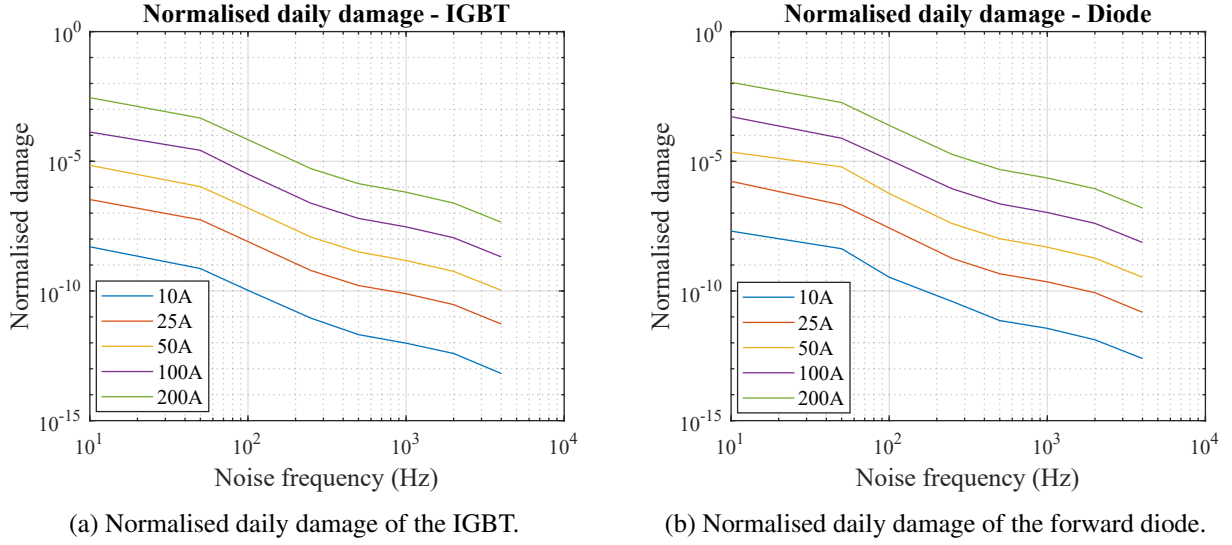 Normalised daily damage - IGBT
10^0
10^-5
10^-10
10^-15
Normalised damage
10A
25A
50A
100A
200A
10^1
10^2
10^3
10^4
Noise frequency (Hz)
(a) Normalised daily damage of the IGBT.
Normalised daily damage - Diode
10^0
10^-5
10^-10
10^-15
Normalised damage
10A
25A
50A
100A
200A
10^1
10^2
10^3
10^4
Noise frequency (Hz)
(b) Normalised daily damage of the forward diode.